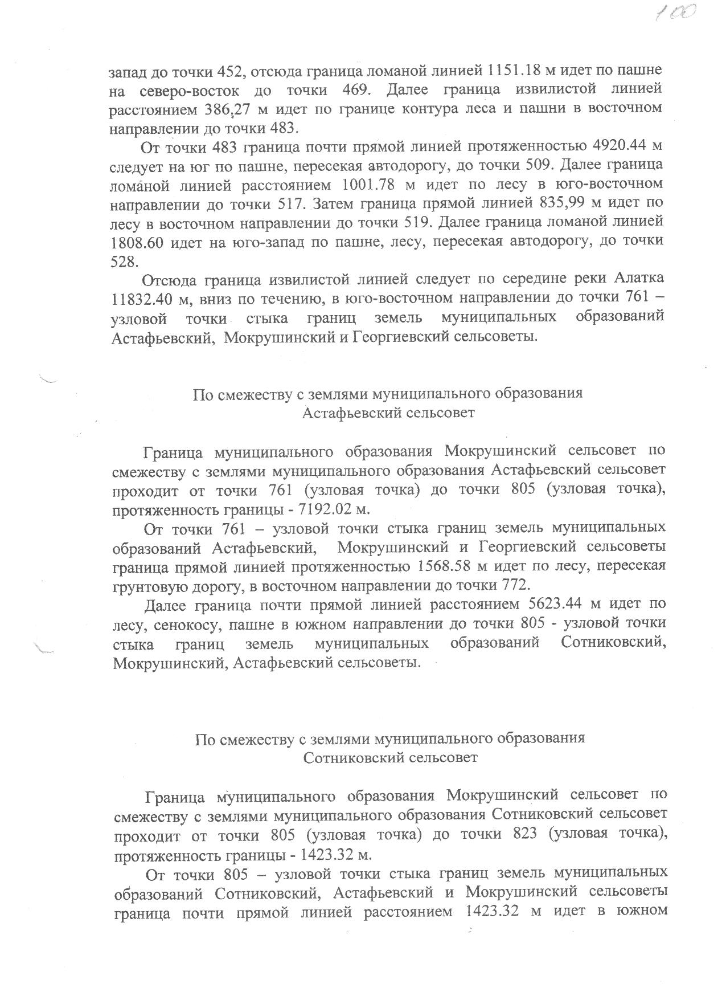 100
запад до точки 452, отсюда граница ломаной линией 1151.18 м идет по пашне
на северо-восток до точки 469. Далее граница извилистой линией
расстоянием 386.27 м идет по границе контура леса и пашни в восточном
направлении до точки 483.
От точки 483 граница почти прямой линией протяженностью 4920.44 м
следует на юг по пашне, пересекая автодорогу, до точки 509. Далее граница
ломаной линией расстоянием 1001.78 м идет по лесу в юго-восточном
направлении до точки 517. Затем граница прямой линией 835,99 м идет по
лесу в восточном направлении до точки 519. Далее граница ломаной линией
1808.60 идет на юго-запад по пашне, лесу, пересекая автодорогу, до точки
528.
Отсюда граница извилистой линией следует по середине реки Алатка
11832.40 м, вниз по течению, в юго-восточном направлении до точки 761 –
узловой точки стыка границ земель муниципальных образований
Астафьевский, Мокрушинский и Георгиевский сельсоветы.
По смежеству с землями муниципального образования
Астафьевский сельсовет
Граница муниципального образования Мокрушинский сельсовет по
смежеству с землями муниципального образования Астафьевский сельсовет
проходит от точки 761 (узловая точка) до точки 805 (узловая точка),
протяженность границы - 7192.02 м.
От точки 761 – узловой точки стыка границ земель муниципальных
образований Астафьевский, Мокрушинский и Георгиевский сельсоветы
граница прямой линией протяженностью 1568.58 м идет по лесу, пересекая
грунтовую дорогу, в восточном направлении до точки 772.
Далее граница почти прямой линией расстоянием 5623.44 м идет по
лесу, сенокосу, пашне в южном направлении до точки 805 - узловой точки
стыка границ земель муниципальных образований Сотниковский,
Мокрушинский, Астафьевский сельсоветы.
По смежеству с землями муниципального образования
Сотниковский сельсовет
Граница муниципального образования Мокрушинский сельсовет по
смежеству с землями муниципального образования Сотниковский сельсовет
проходит от точки 805 (узловая точка) до точки 823 (узловая точка),
протяженность границы - 1423.32 м.
От точки 805 – узловой точки стыка границ земель муниципальных
образований Сотниковский, Астафьевский и Мокрушинский сельсоветы
граница почти прямой линией расстоянием 1423.32 м идет в южном